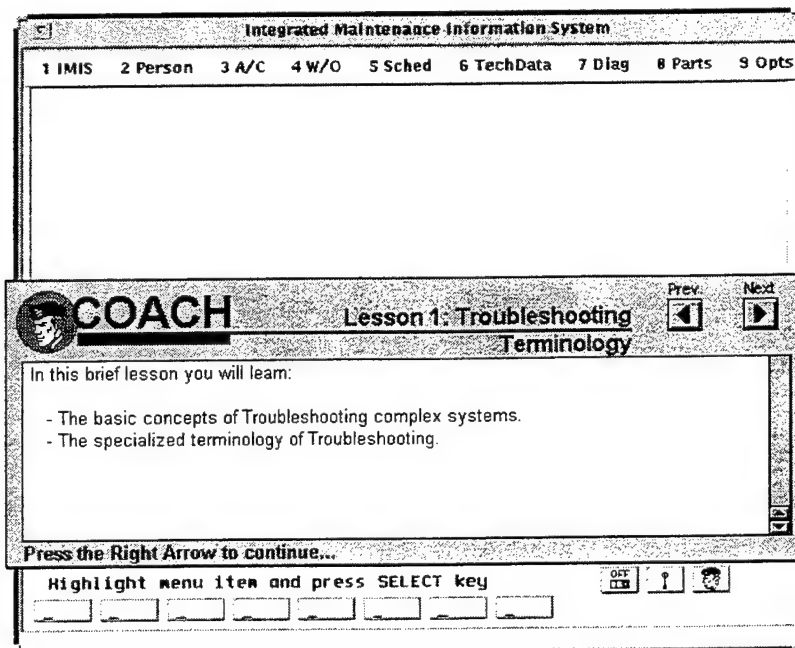 Integrated Maintenance Information System
1 IMIS 2 Person 3 A/C 4 W/O 5 Sched 6 TechData 7 Diag 8 Parts 9 Opts
COACH
Lesson 1: Troubleshooting
Terminology
Prev. Next
In this brief lesson you will learn:
- The basic concepts of Troubleshooting complex systems.
- The specialized terminology of Troubleshooting.
Press the Right Arrow to continue...
Highlight menu item and press SELECT key
OFF